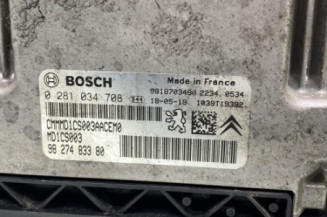 BOSCH
Made in France
0 281 034 708
9818703480 2234.0534
18-05-18 1039T19392
CMMMD1CS003AACEM0
MD1CS003
98 274 833 80